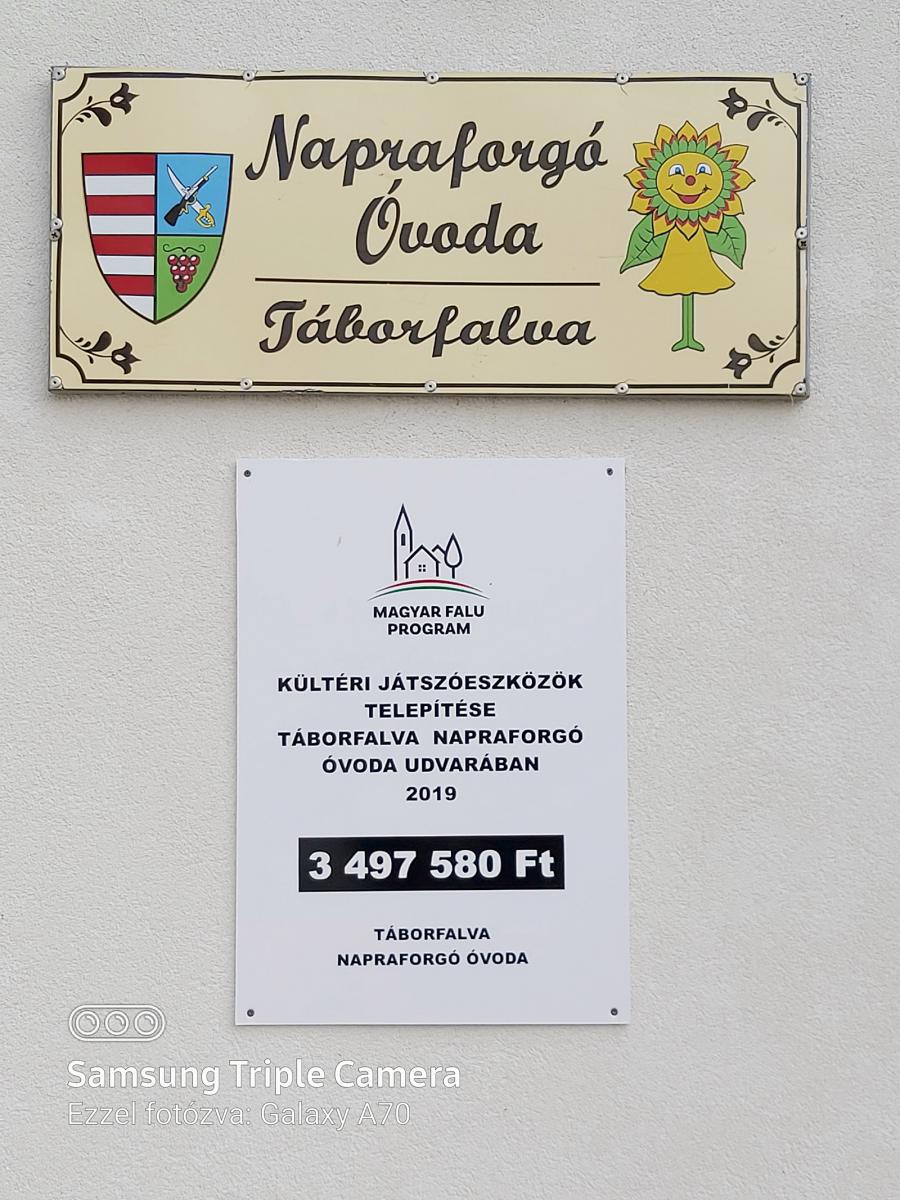 Napraforgó
Óvoda
Táborfalva
MAGYAR FALU
PROGRAM
KÜLTÉRI JÁTSZÓESZKÖZÖK
TELEPÍTÉSE
TÁBORFALVA NAPRAFORGÓ
ÓVODA UDVARÁBAN
2019
3 497 580 Ft
TÁBORFALVA
NAPRAFORGÓ ÓVODA
Samsung Triple Camera
Ezzel fotózva: Galaxy A70